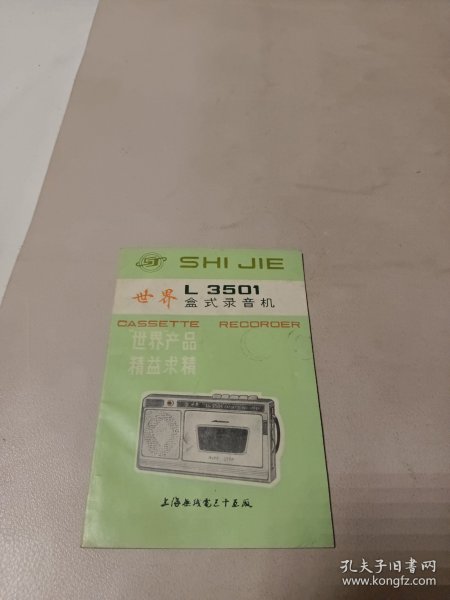 SHI JIE
世界 L 3501
盒式录音机
CASSETTE RECORDER
世界产品
精益求精
上海无线电三十五厂
孔夫子旧书网
www.kongfz.com